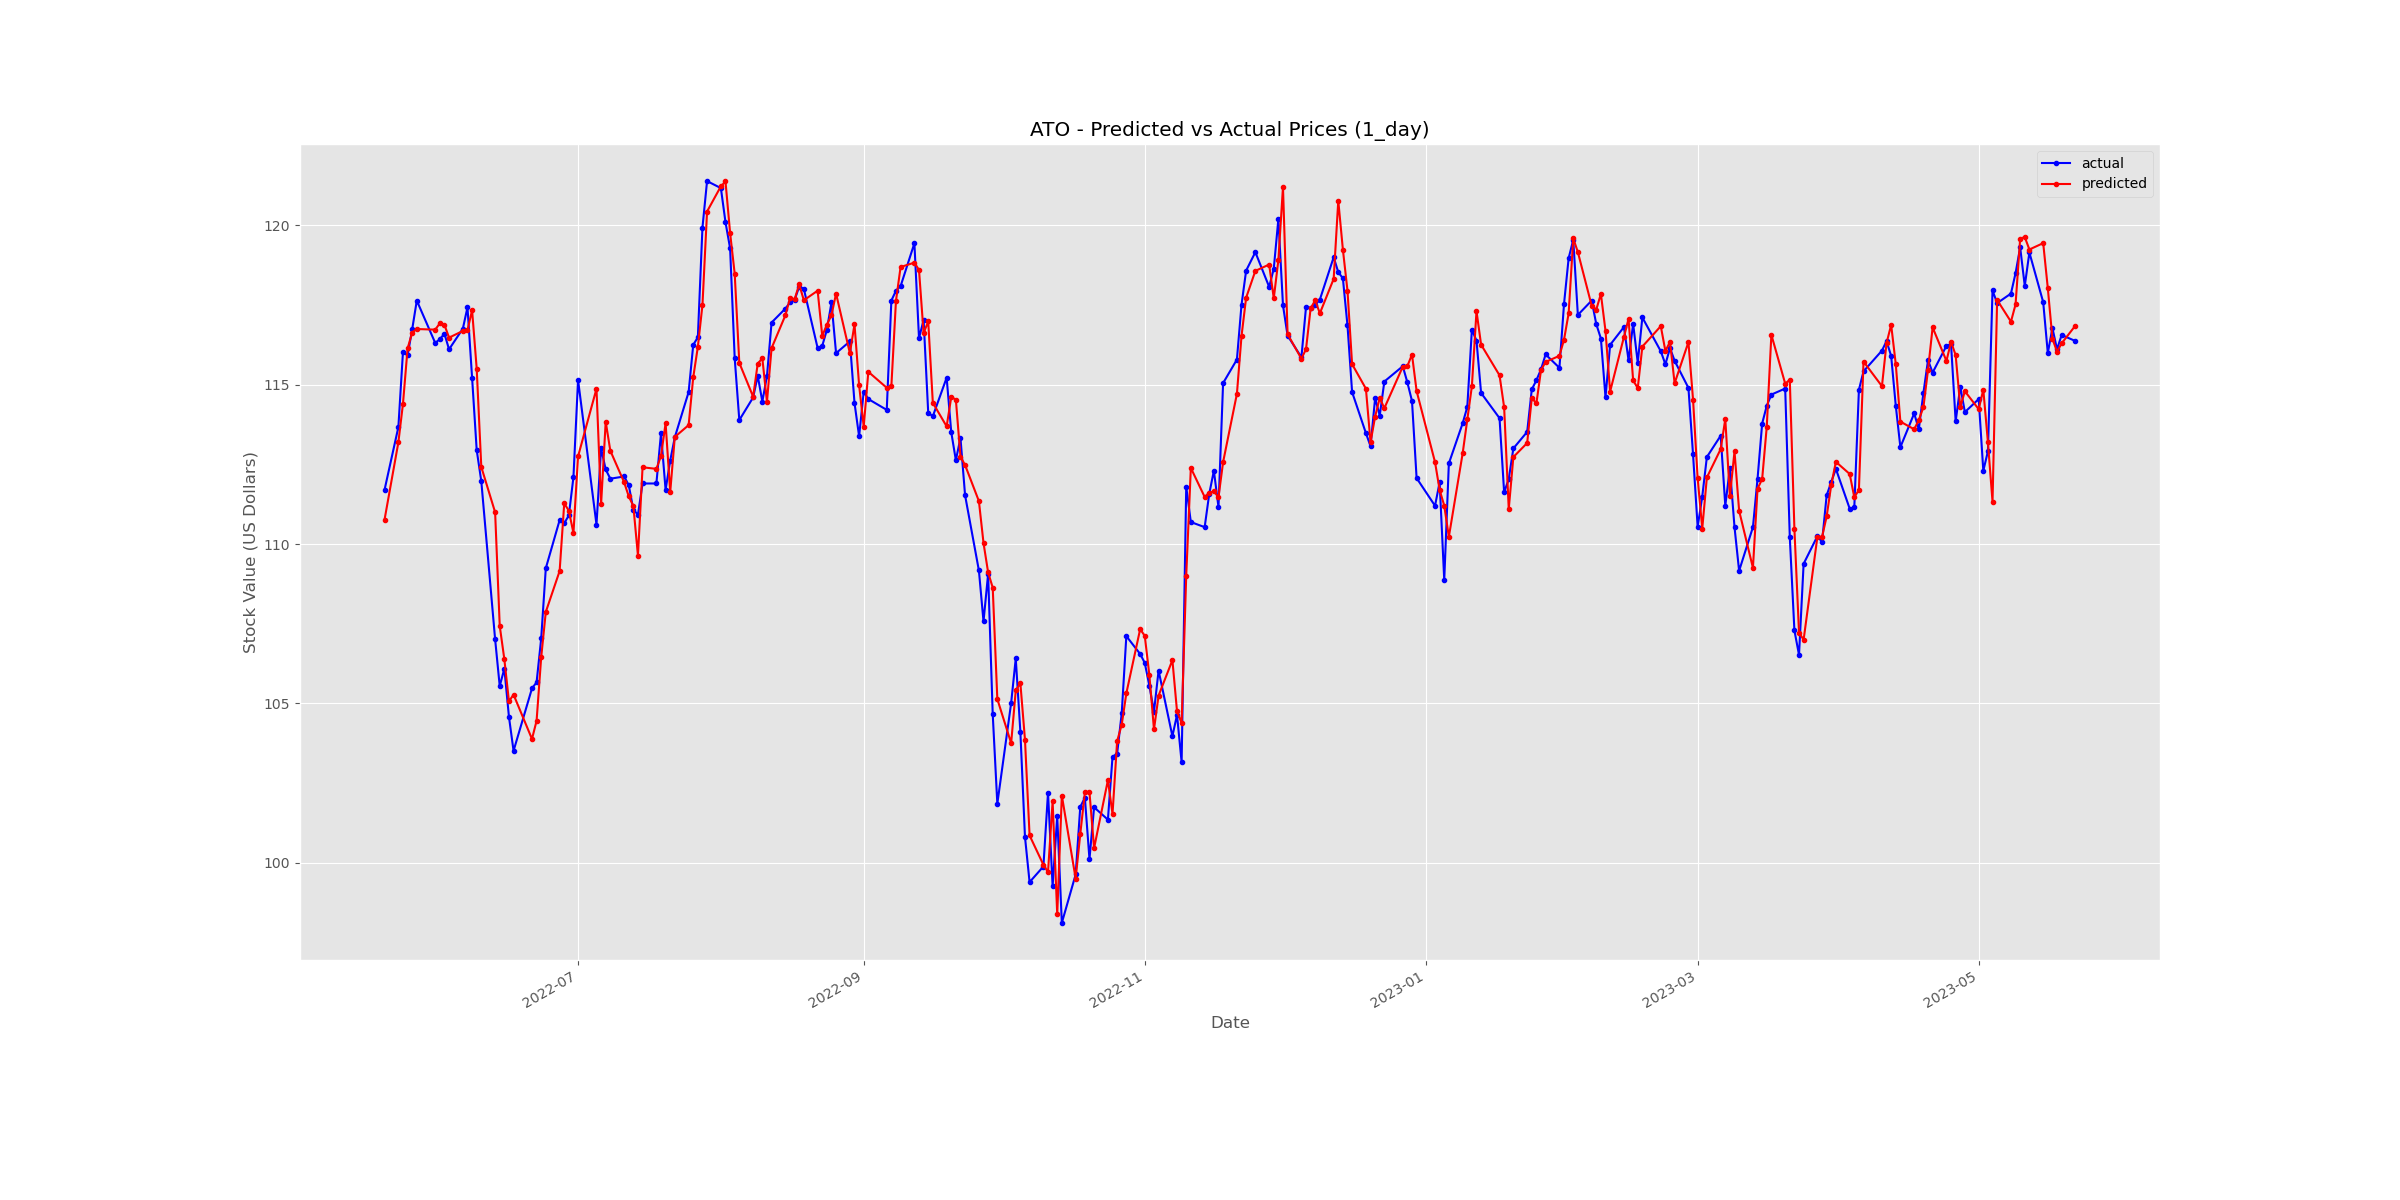 ATO - Predicted vs Actual Prices (1_day)
actual
predicted
120
115
110
105
100
Stock Value (US Dollars)
2022-07
2022-09
2022-11
2023-01
2023-03
2023-05
Date